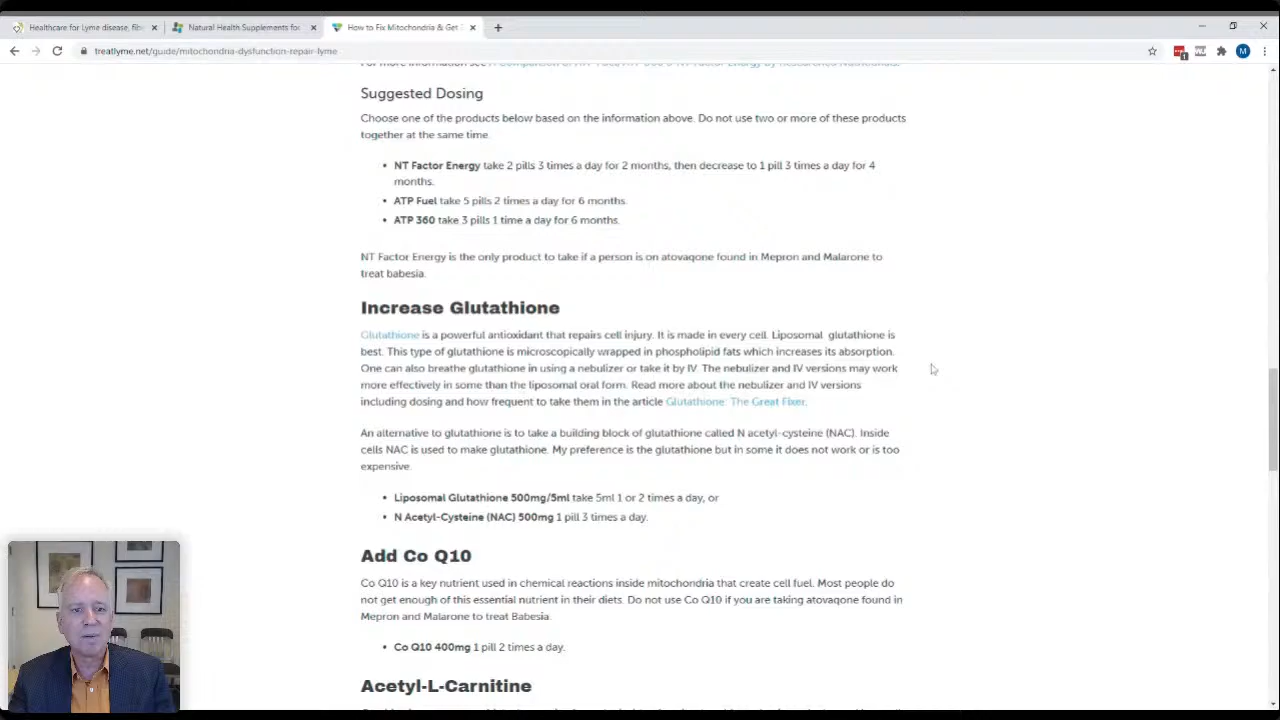 Healthcare for Lyme disease, fib
Natural Health Supplements fo
How to Fix Mitochondria & Get
treatlyme.net/guide/mitochondria-dysfunction-repair-lyme
M
Suggested Dosing
Choose one of the products below based on the information above. Do not use two or more of these products
together at the same time.
• NT Factor Energy take 2 pills 3 times a day for 2 months, then decrease to 1 pill 3 times a day for 4
months.
• ATP Fuel take 5 pills 2 times a day for 6 months.
• ATP 360 take 3 pills 1 time a day for 6 months.
NT Factor Energy is the only product to take if a person is on atovaqone found in Mepron and Malarone to
treat babesia.
Increase Glutathione
Glutathione is a powerful antioxidant that repairs cell injury. It is made in every cell. Liposomal glutathione is
best. This type of glutathione is microscopically wrapped in phospholipid fats which increases its absorption.
One can also breathe glutathione in using a nebulizer or take it by IV. The nebulizer and IV versions may work
more effectively in some than the liposomal oral form. Read more about the nebulizer and IV versions
including dosing and how frequent to take them in the article Glutathione: The Great Fixer.
An alternative to glutathione is to take a building block of glutathione called N acetyl-cysteine (NAC). Inside
cells NAC is used to make glutathione. My preference is the glutathione but in some it does not work or is too
expensive.
• Liposomal Glutathione 500mg/5ml take 5ml 1 or 2 times a day, or
• N Acetyl-Cysteine (NAC) 500mg 1 pill 3 times a day.
Add Co Q10
Co Q10 is a key nutrient used in chemical reactions inside mitochondria that create cell fuel. Most people do
not get enough of this essential nutrient in their diets. Do not use Co Q10 if you are taking atovaqone found in
Mepron and Malarone to treat Babesia.
• Co Q10 400mg 1 pill 2 times a day.
Acetyl-L-Carnitine